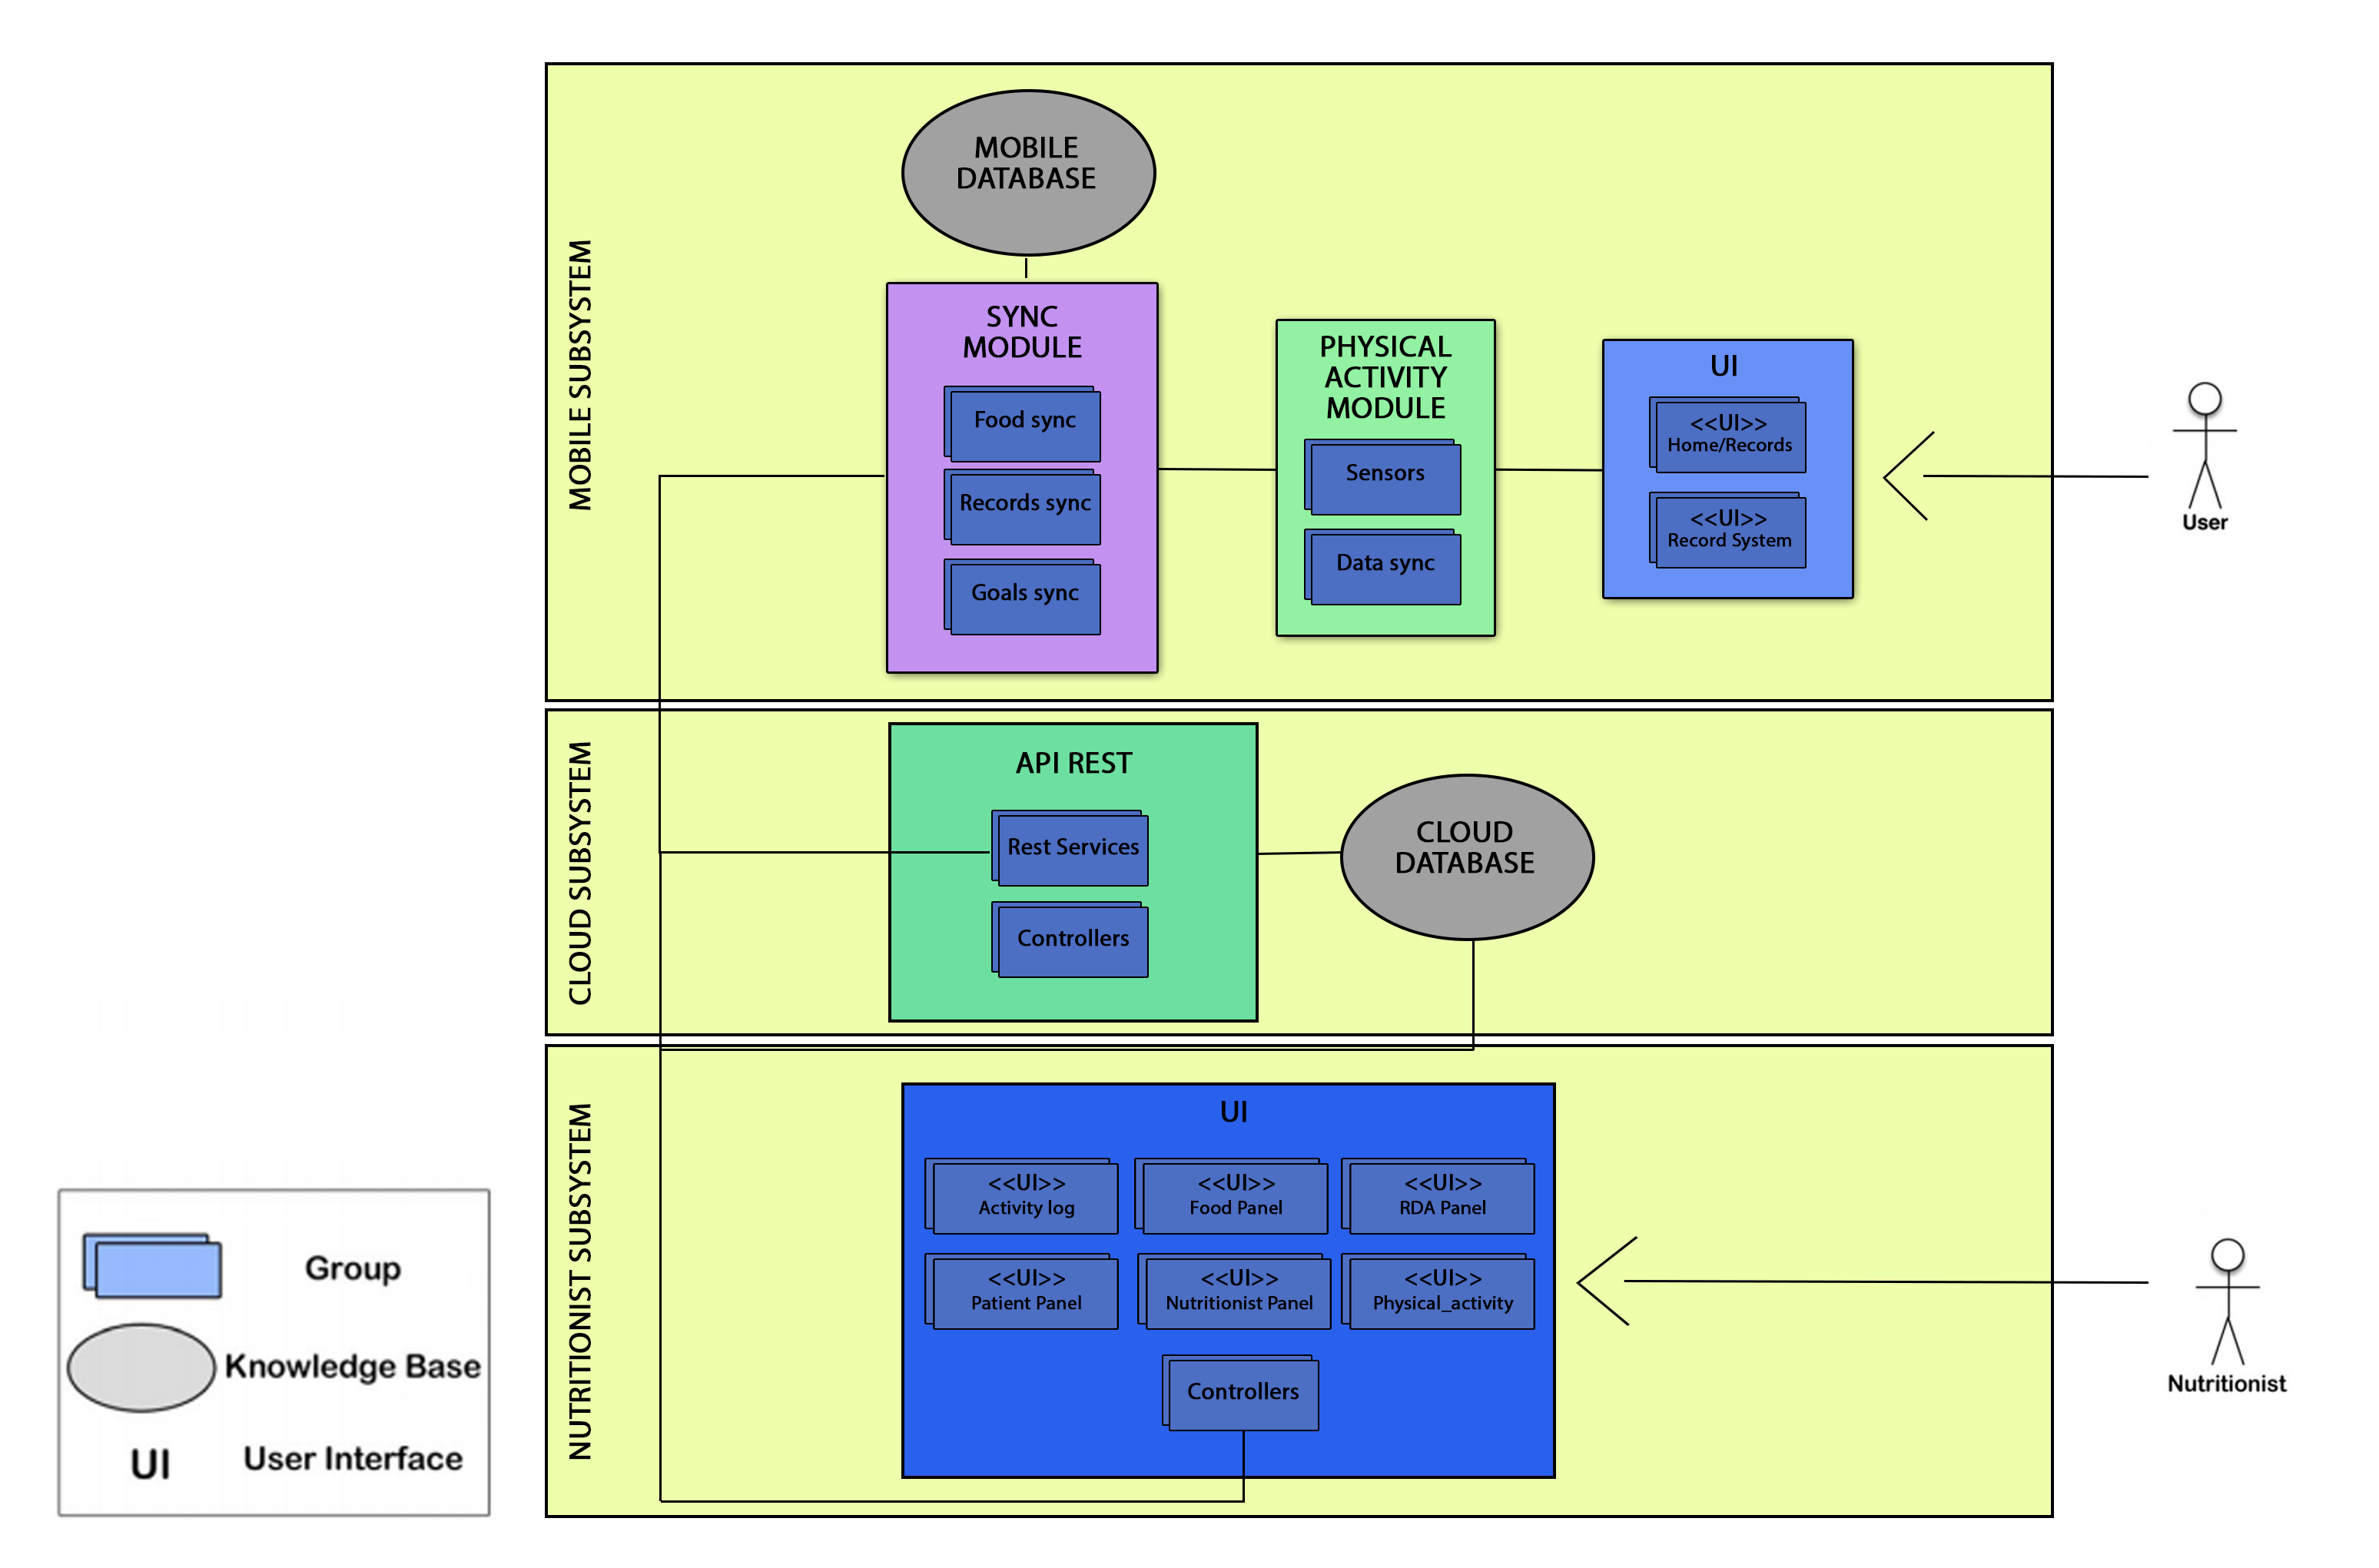 MOBILE SUBSYSTEM
MOBILE
DATABASE
SYNC
MODULE
Food sync
Records sync
Goals sync
PHYSICAL
ACTIVITY
MODULE
Sensors
Data sync
UI
<<UI>>
Home/Records
<<UI>>
Record System
User
CLOUD SUBSYSTEM
API REST
Rest Services
Controllers
CLOUD
DATABASE
NUTRITIONIST SUBSYSTEM
UI
<<UI>>
Activity log
<<UI>>
Food Panel
<<UI>>
RDA Panel
<<UI>>
Patient Panel
<<UI>>
Nutritionist Panel
<<UI>>
Physical_activity
Controllers
Nutritionist
Group
Knowledge Base
UI User Interface